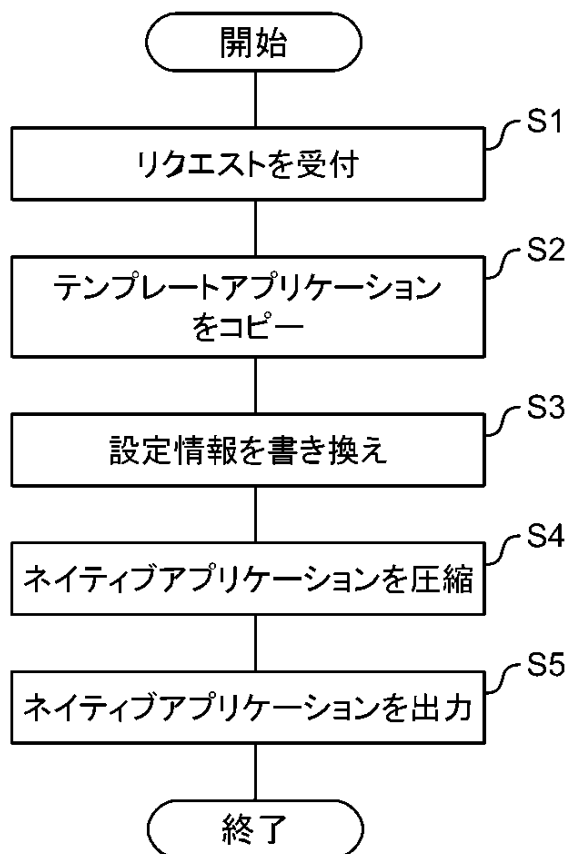 開始
S1
リクエストを受付
S2
テンプレートアプリケーション
をコピー
S3
設定情報を書き換え
S4
ネイティブアプリケーションを圧縮
S5
ネイティブアプリケーションを出力
終了